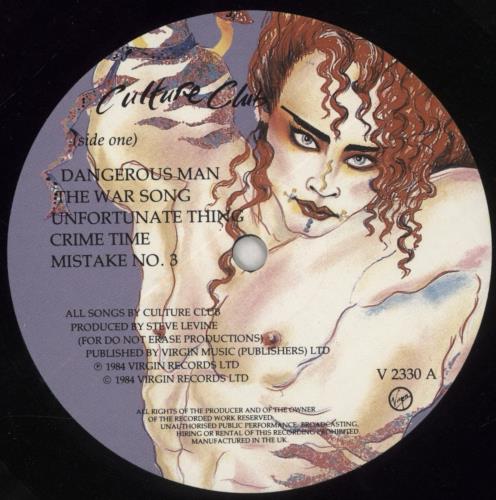 Culture Club
(side one)
DANGEROUS MAN
THE WAR SONG
UNFORTUNATE THING
CRIME TIME
MISTAKE NO. 3
ALL SONGS BY CULTURE CLUB
PRODUCED BY STEVE LEVINE
(FOR DO NOT ERASE PRODUCTIONS)
PUBLISHED BY VIRGIN MUSIC (PUBLISHERS) LTD
℗ 1984 VIRGIN RECORDS LTD
© 1984 VIRGIN RECORDS LTD
V 2330 A
Virgin
ALL RIGHTS OF THE PRODUCER AND OF THE OWNER
OF THE RECORDED WORK RESERVED.
UNAUTHORISED PUBLIC PERFORMANCE, BROADCASTING,
HIRING OR RENTAL OF THIS RECORDING PROHIBITED.
MANUFACTURED IN THE UK.